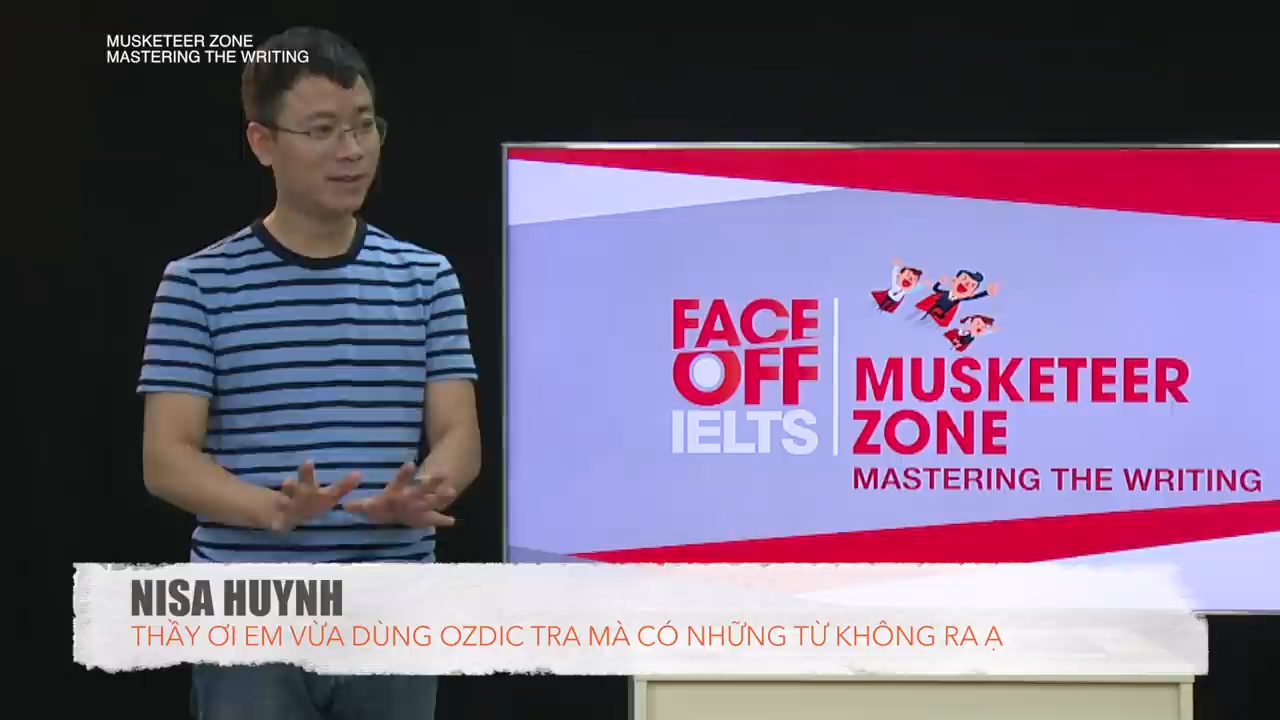 MUSKETEER ZONE
MASTERING THE WRITING
FACE
OFF
IELTS
MUSKETEER
ZONE
MASTERING THE WRITING
NISA HUYNH
THẦY ƠI EM VỪA DÙNG OZDIC TRA MÀ CÓ NHỮNG TỪ KHÔNG RA Ạ